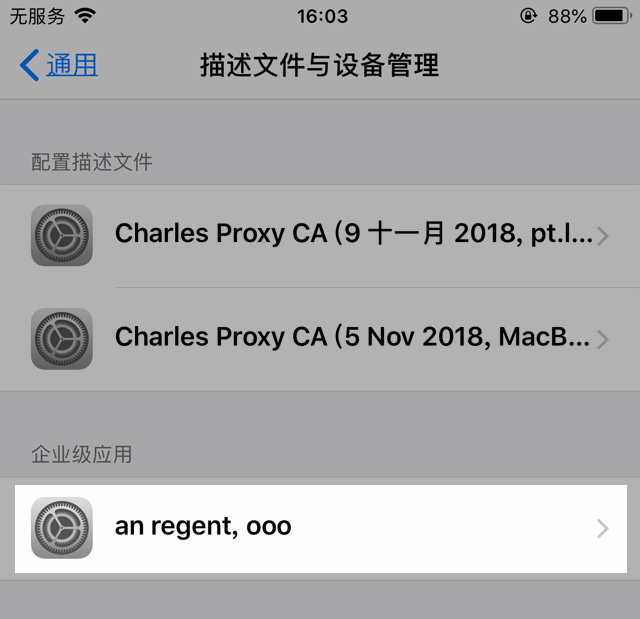 无服务 16:03 88%
通用 描述文件与设备管理
配置描述文件
Charles Proxy CA (9 十一月 2018, pt.l...
Charles Proxy CA (5 Nov 2018, MacB...
企业级应用
an regent, ooo